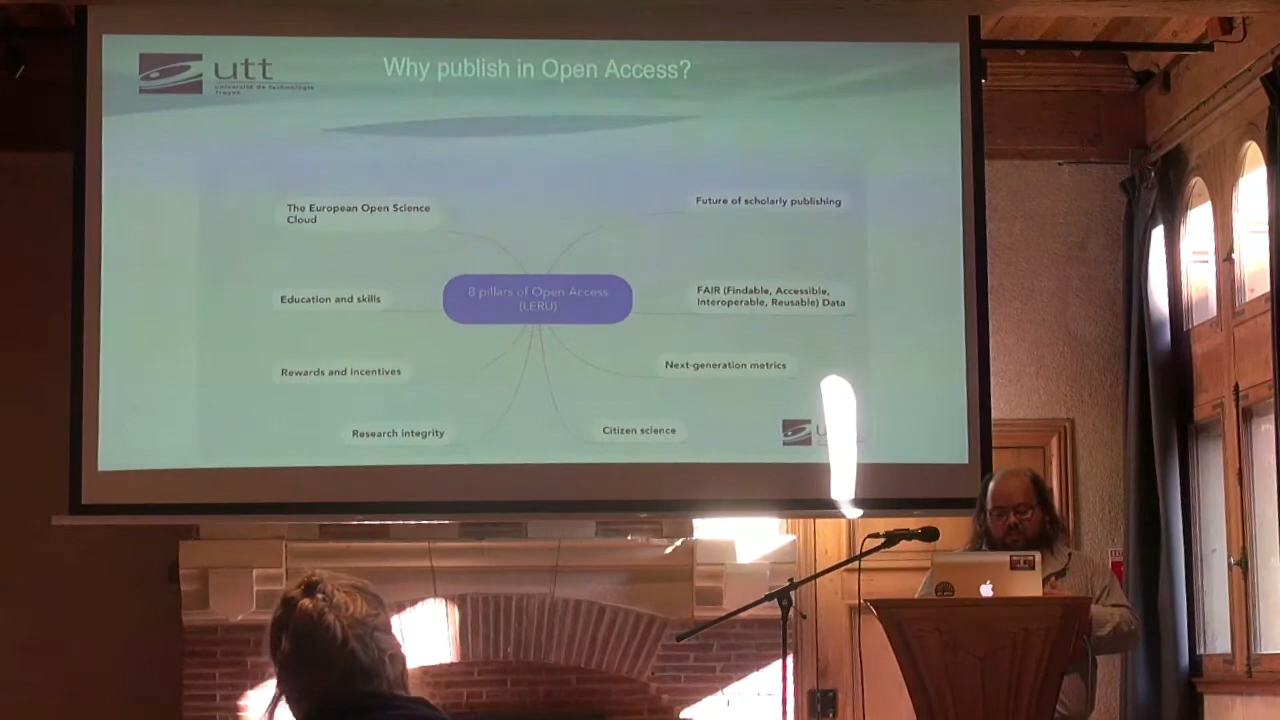 utt
université de technologie
Troyes
Why publish in Open Access?
The European Open Science
Cloud
Future of scholarly publishing
8 pillars of Open Access
(LERU)
Education and skills
FAIR (Findable, Accessible,
Interoperable, Reusable) Data
Rewards and incentives
Next-generation metrics
Research integrity
Citizen science